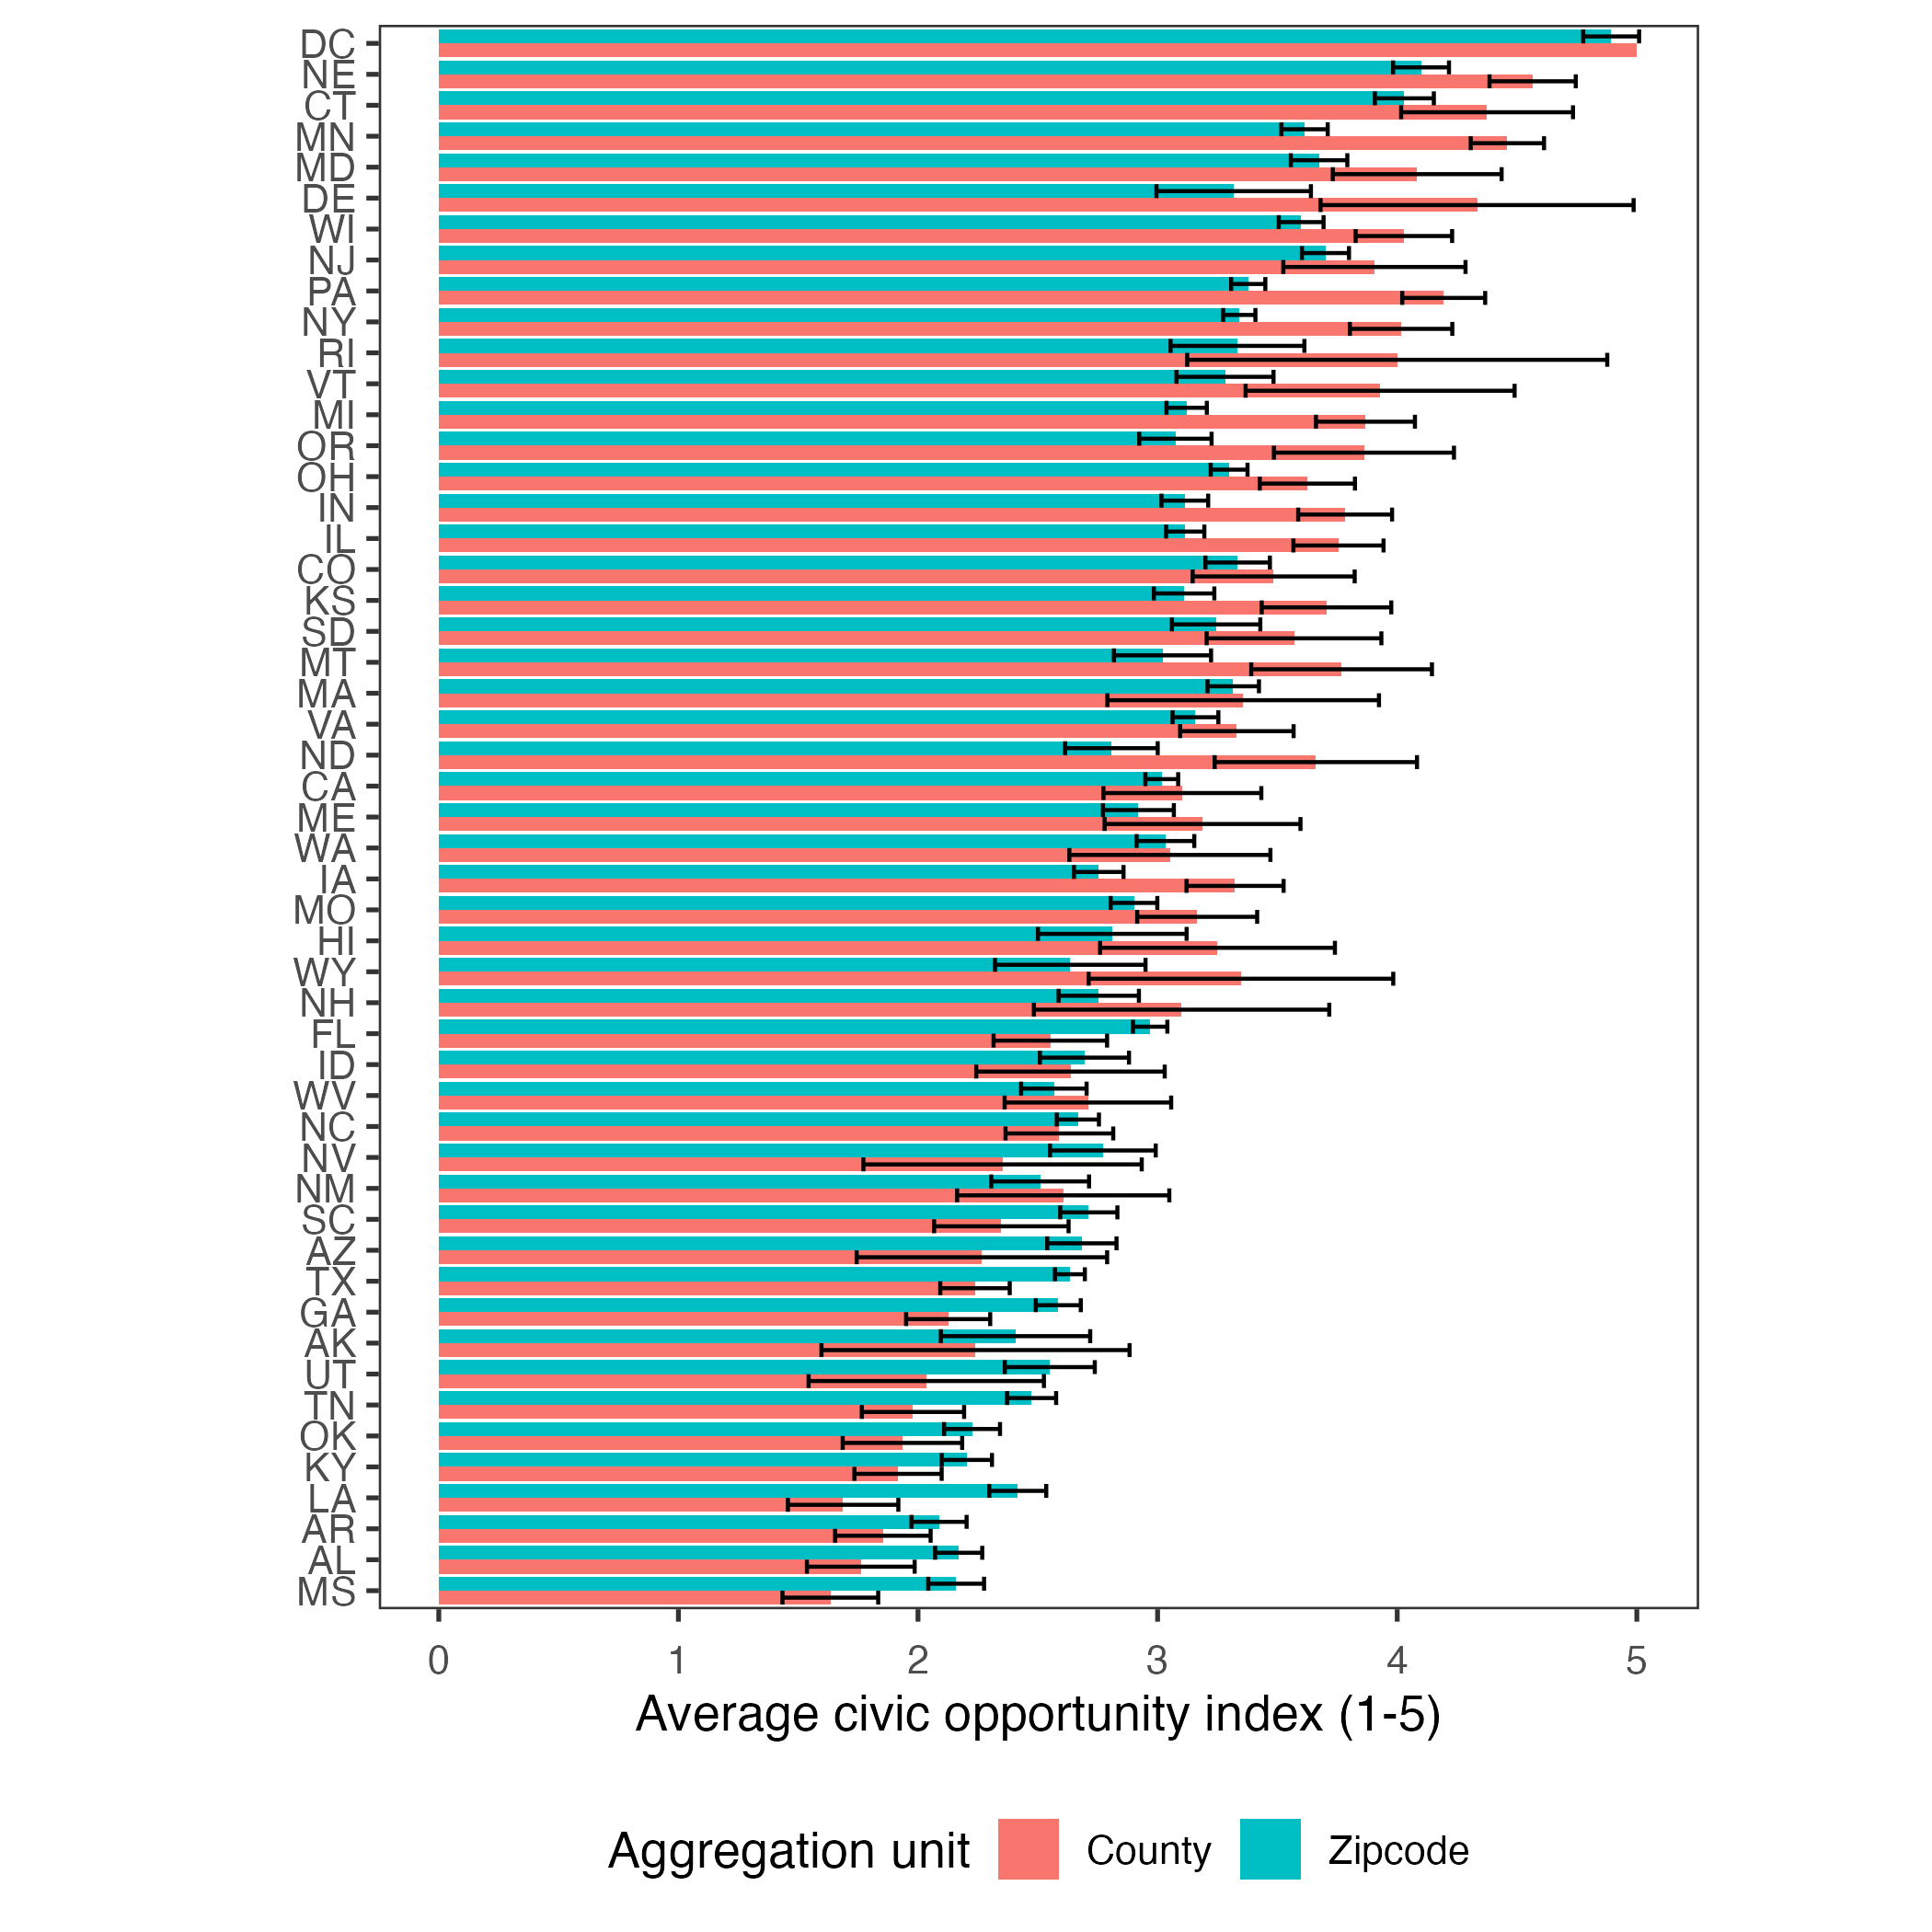 DC
NE
CT
MN
MD
DE
WI
NJ
PA
NY
RI
VT
MI
OR
OH
IN
IL
CO
KS
SD
MT
MA
VA
ND
CA
ME
WA
IA
MO
HI
WY
NH
FL
ID
WV
NC
NV
NM
SC
AZ
TX
GA
AK
UT
TN
OK
KY
LA
AR
AL
MS
0 1 2 3 4 5
Average civic opportunity index (1-5)
Aggregation unit County Zipcode